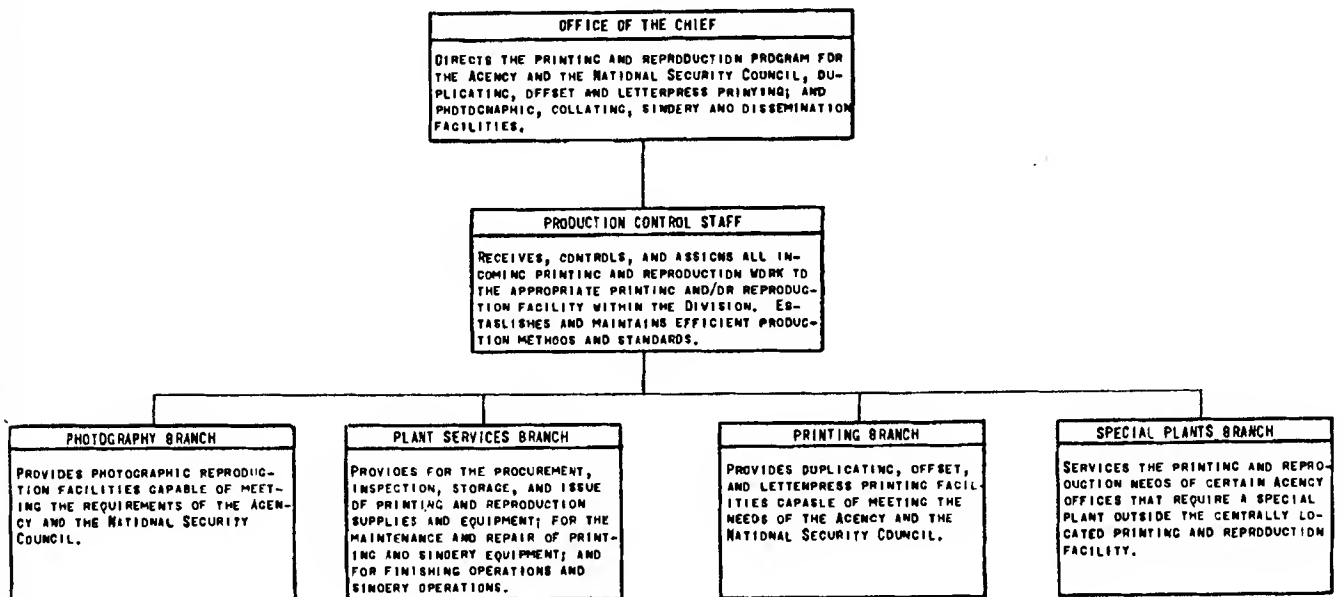 OFFICE OF THE CHIEF
DIRECTS THE PRINTING AND REPRODUCTION PROGRAM FOR
THE AGENCY AND THE NATIONAL SECURITY COUNCIL, DU-
PLICATING, OFFSET AND LETTERPRESS PRINTING; AND
PHOTOGRAPHIC, COLLATING, BINDERY AND DISSEMINATION
FACILITIES.
PRODUCTION CONTROL STAFF
RECEIVES, CONTROLS, AND ASSIGNS ALL IN-
COMING PRINTING AND REPRODUCTION WORK TO
THE APPROPRIATE PRINTING AND/OR REPRODUC-
TION FACILITY WITHIN THE DIVISION. ES-
TABLISHES AND MAINTAINS EFFICIENT PRODUC-
TION METHODS AND STANDARDS.
PHOTOGRAPHY BRANCH
PROVIDES PHOTOGRAPHIC REPRODUC-
TION FACILITIES CAPABLE OF MEET-
ING THE REQUIREMENTS OF THE AGEN-
CY AND THE NATIONAL SECURITY
COUNCIL.
PLANT SERVICES BRANCH
PROVIDES FOR THE PROCUREMENT,
INSPECTION, STORAGE, AND ISSUE
OF PRINTING AND REPRODUCTION
SUPPLIES AND EQUIPMENT; FOR THE
MAINTENANCE AND REPAIR OF PRINT-
ING AND BINDERY EQUIPMENT; AND
FOR FINISHING OPERATIONS AND
BINDERY OPERATIONS.
PRINTING BRANCH
PROVIDES DUPLICATING, OFFSET,
AND LETTERPRESS PRINTING FACIL-
ITIES CAPABLE OF MEETING THE
NEEDS OF THE AGENCY AND THE
NATIONAL SECURITY COUNCIL.
SPECIAL PLANTS BRANCH
SERVICES THE PRINTING AND REPRO-
DUCTION NEEDS OF CERTAIN AGENCY
OFFICES THAT REQUIRE A SPECIAL
PLANT OUTSIDE THE CENTRALLY LO-
CATED PRINTING AND REPRODUCTION
FACILITY.